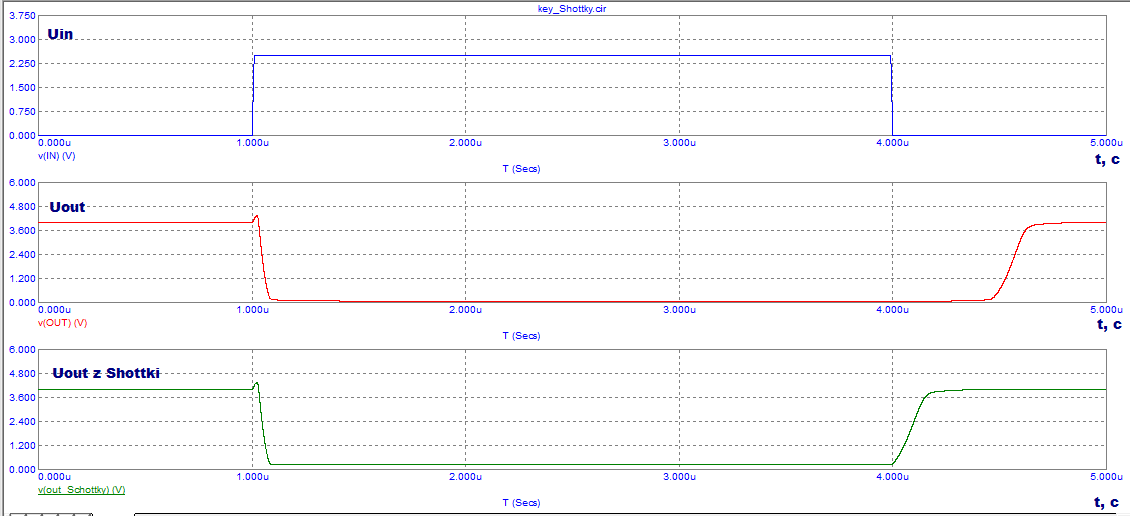 key_Shottky.cir
3.750
Uin
3.000
2.250
1.500
0.750
0.000
0.000u 1.000u 2.000u 3.000u 4.000u 5.000u
v(IN) (V)
T (Secs)
t, c
6.000
Uout
4.800
3.600
2.400
1.200
0.000
0.000u 1.000u 2.000u 3.000u 4.000u 5.000u
v(OUT) (V)
T (Secs)
t, c
6.000
Uout z Shottki
4.800
3.600
2.400
1.200
0.000
0.000u 1.000u 2.000u 3.000u 4.000u 5.000u
v(out_Schottky) (V)
T (Secs)
t, c